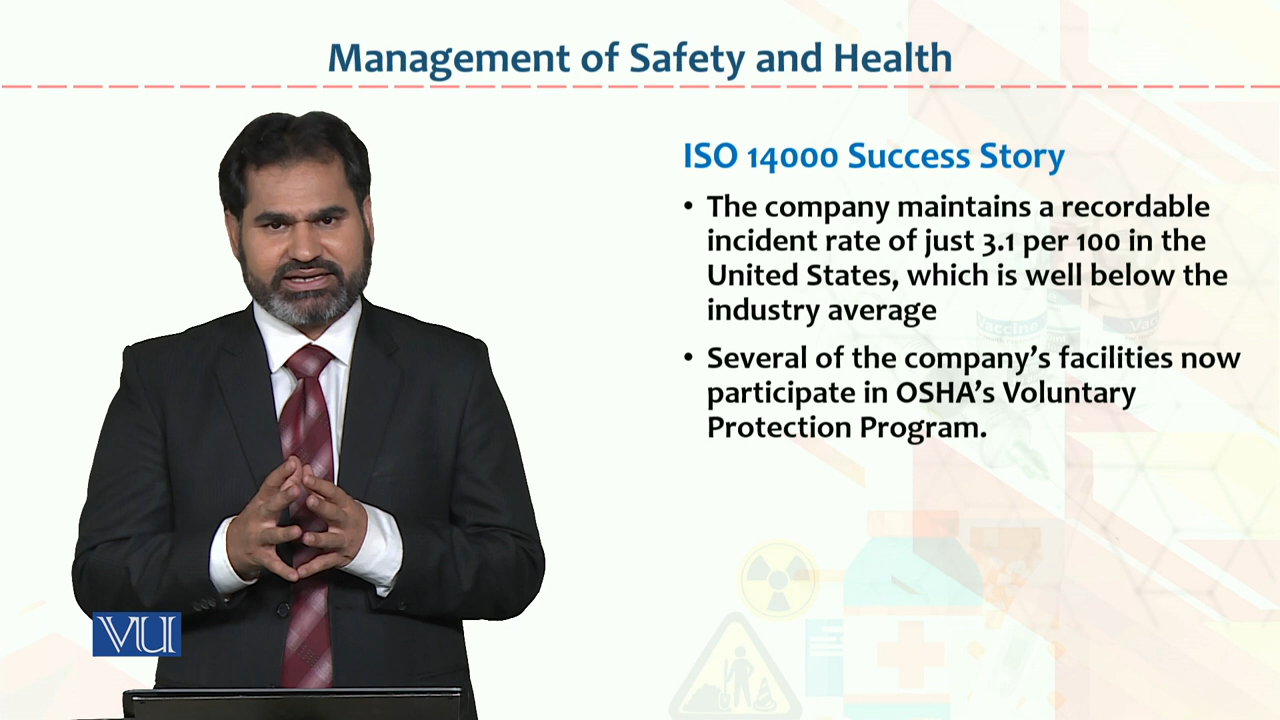 Management of Safety and Health
ISO 14000 Success Story
• The company maintains a recordable
incident rate of just 3.1 per 100 in the
United States, which is well below the
industry average
• Several of the company’s facilities now
participate in OSHA’s Voluntary
Protection Program.
Vaccine
VU